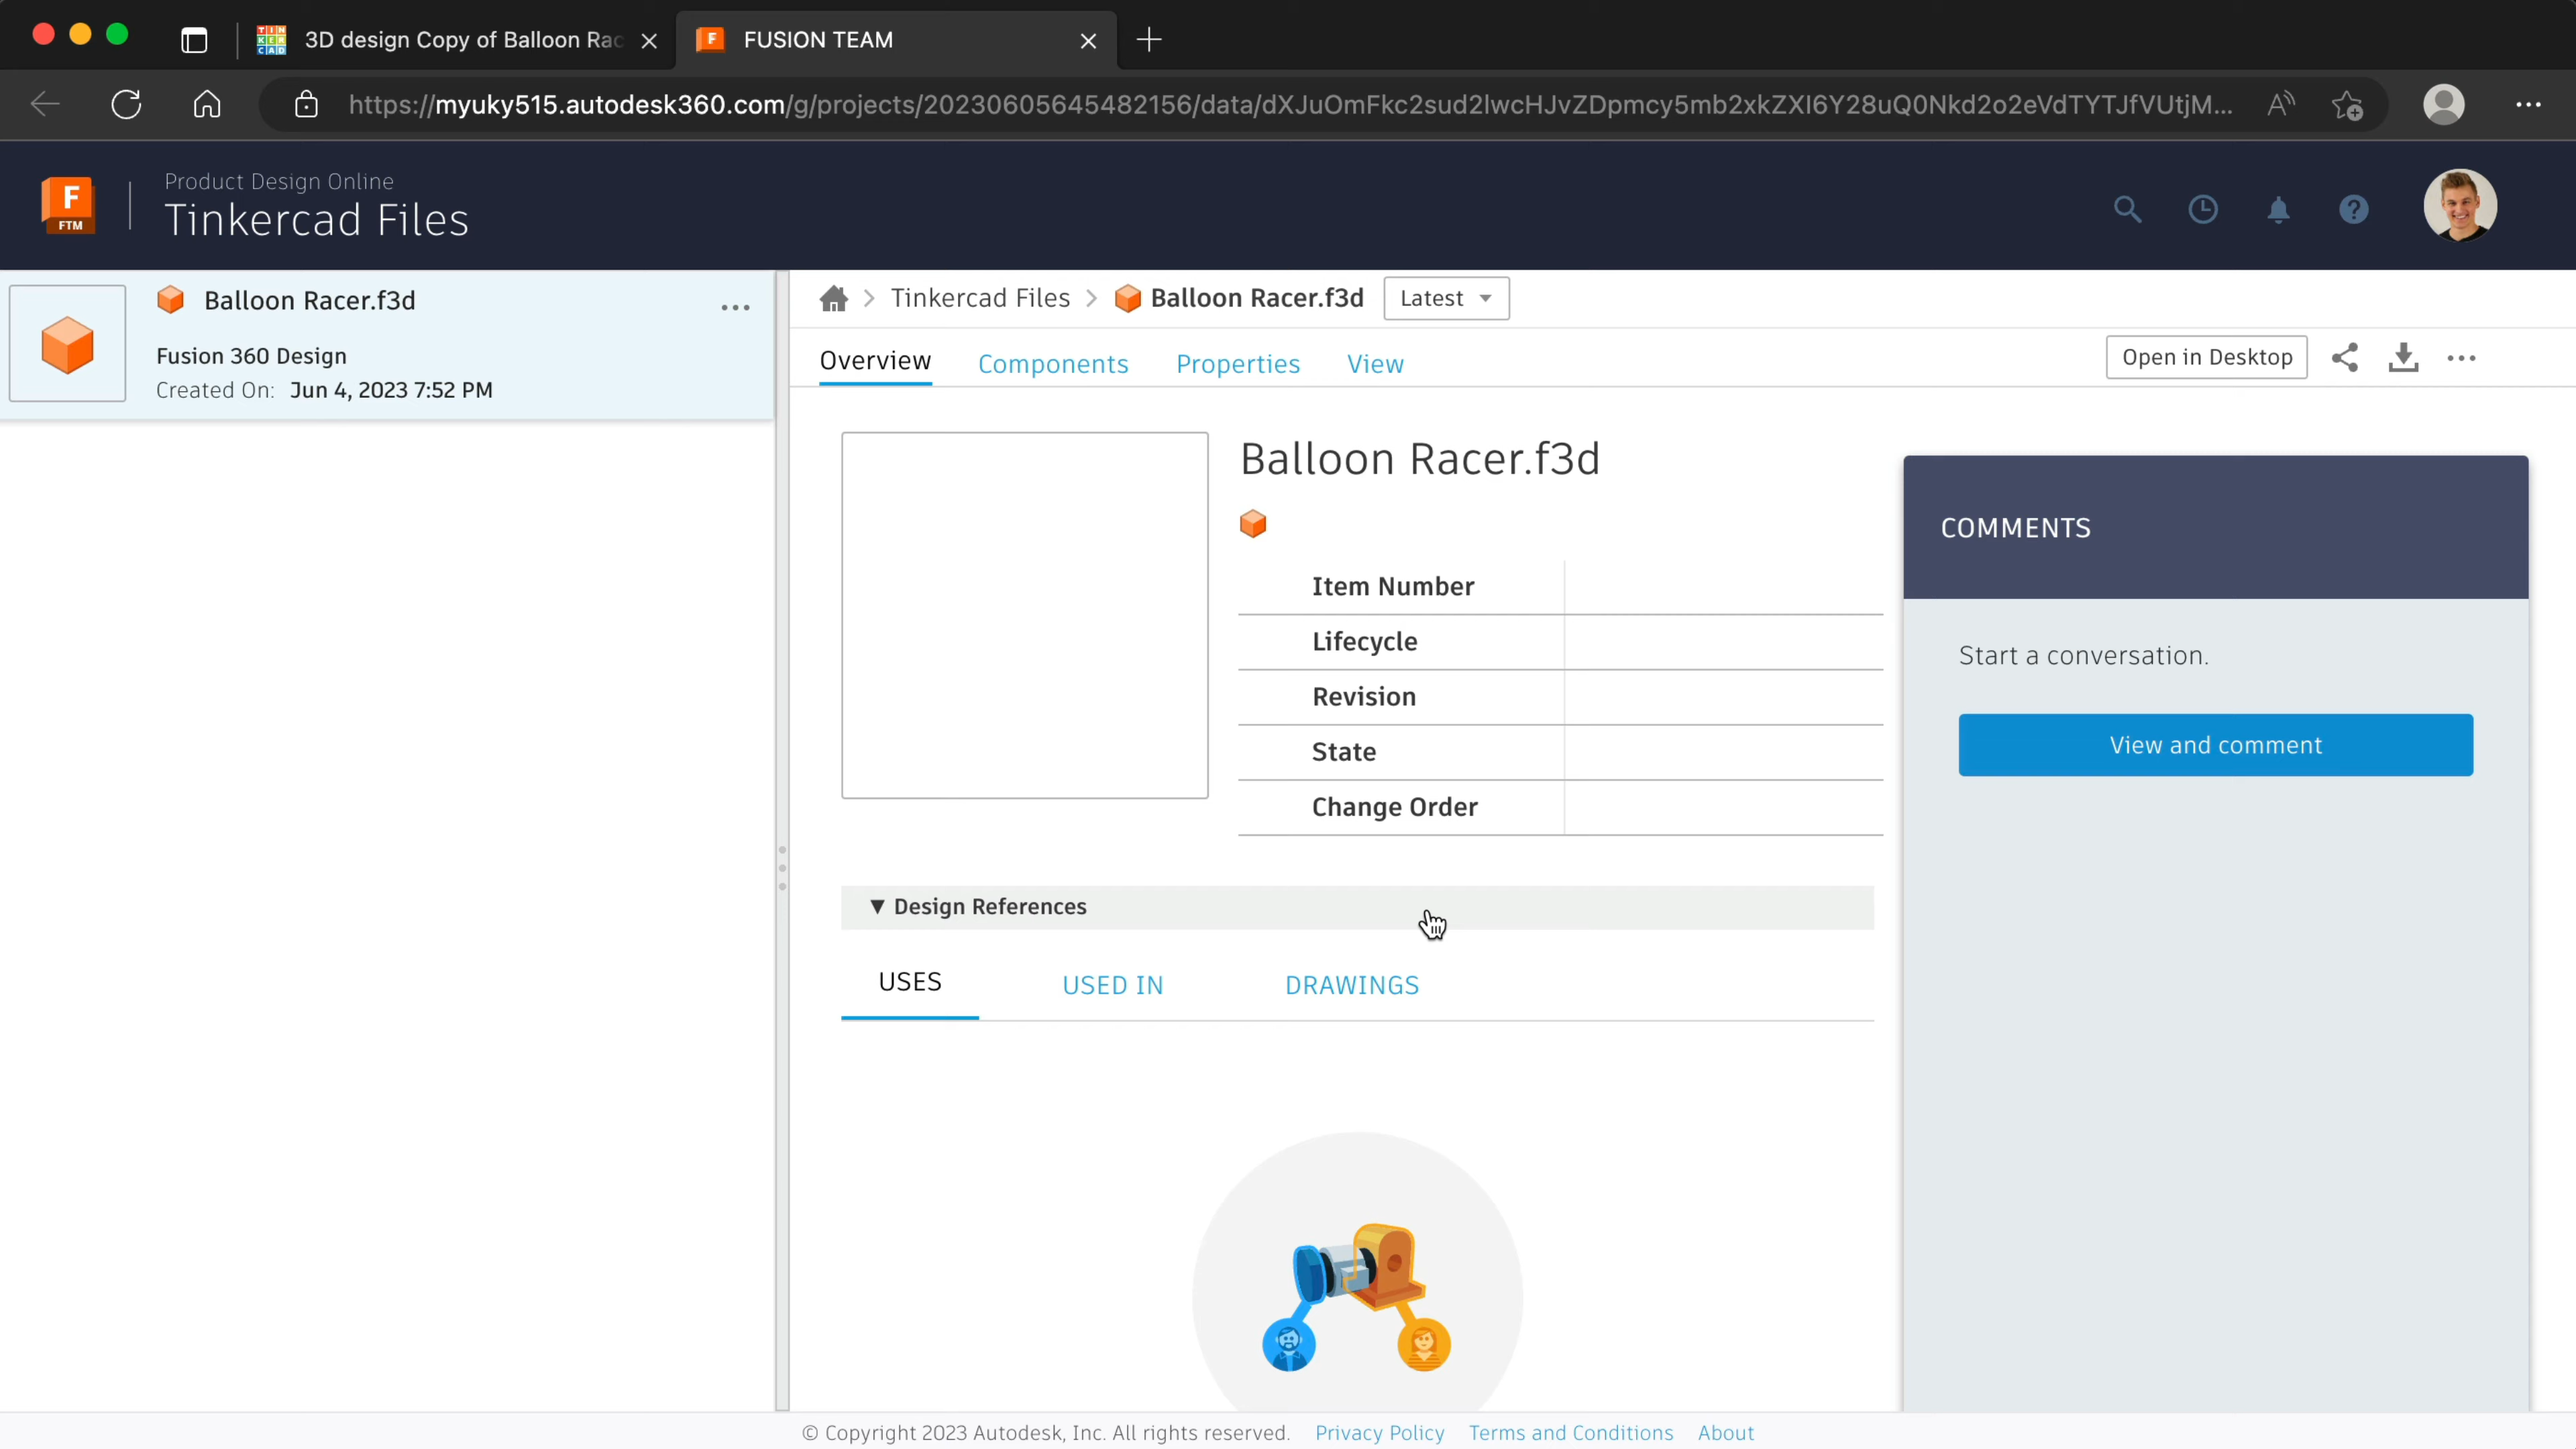 TINKERCAD
3D design Copy of Balloon Rac
F FUSION TEAM
https://myuky515.autodesk360.com/g/projects/20230605645482156/data/dXJuOmFkc2sud2lwcHJvZDpmcy5mb2xkZXI6Y28uQ0Nkd2o2eVdTYTJfVUtjM...
F
FTM
Product Design Online
Tinkercad Files
Balloon Racer.f3d
Fusion 360 Design
Created On: Jun 4, 2023 7:52 PM
Tinkercad Files
Balloon Racer.f3d
Latest
Overview
Components
Properties
View
Open in Desktop
Balloon Racer.f3d
Item Number
Lifecycle
Revision
State
Change Order
COMMENTS
Start a conversation.
View and comment
Design References
USES
USED IN
DRAWINGS
© Copyright 2023 Autodesk, Inc. All rights reserved.
Privacy Policy
Terms and Conditions
About